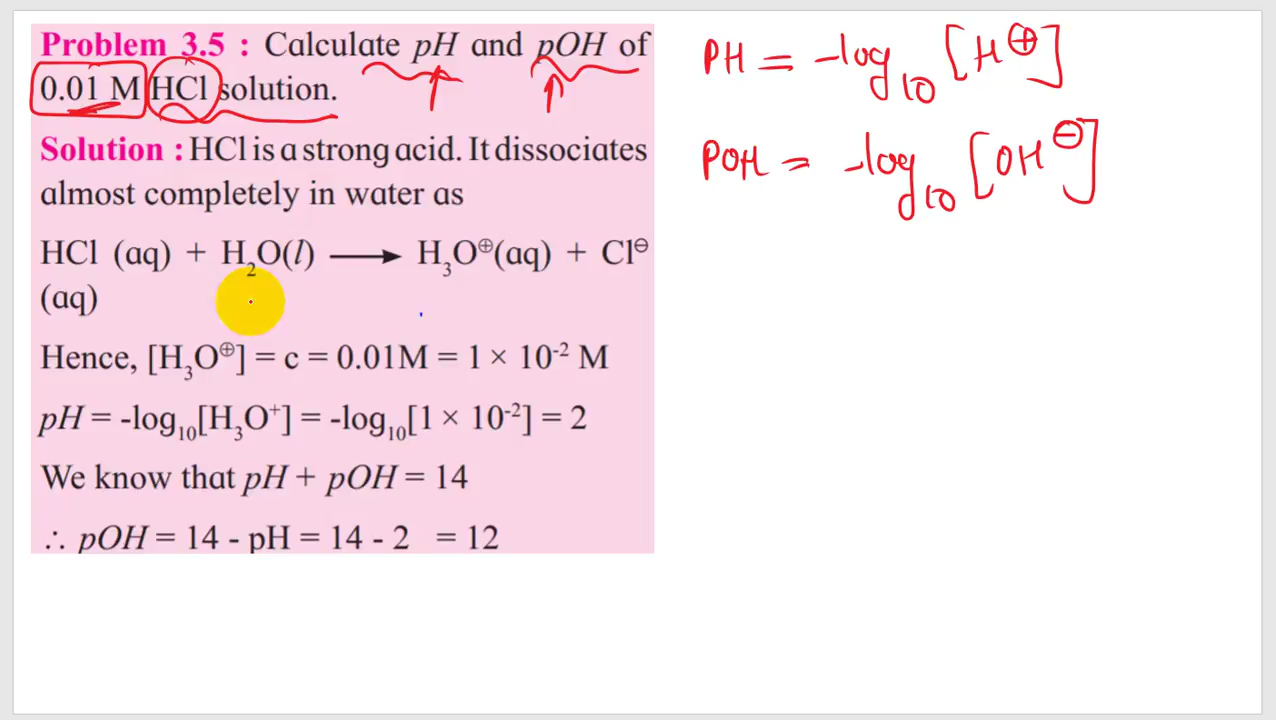 Problem 3.5 : Calculate pH and pOH of
0.01 M HCl solution.
Solution : HCl is a strong acid. It dissociates
almost completely in water as
HCl (aq) + H₂O(l) ⟶ H₃O⊕(aq) + Cl⊖
(aq)
Hence, [H₃O⊕] = c = 0.01M = 1 × 10⁻² M
pH = -log₁₀[H₃O⁺] = -log₁₀[1 × 10⁻²] = 2
We know that pH + pOH = 14
∴ pOH = 14 - pH = 14 - 2 = 12
PH = -log₁₀ [H⊕]
POH = -log₁₀ [OH⊖]